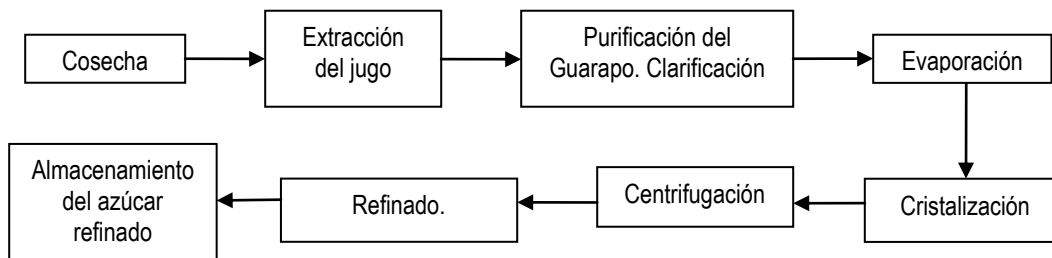 Cosecha
Extracción
del jugo
Purificación del
Guarapo. Clarificación
Evaporación
Cristalización
Centrifugación
Refinado.
Almacenamiento
del azúcar
refinado